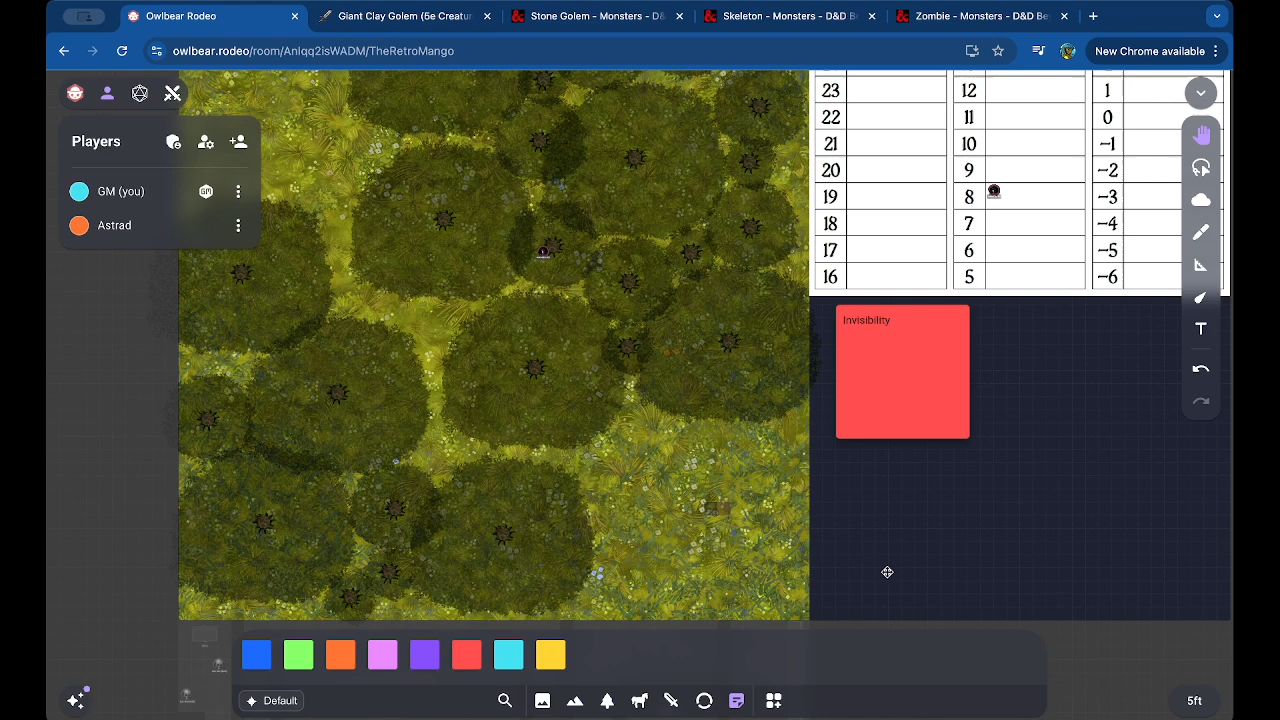 Owlbear Rodeo
Giant Clay Golem (5e Creatur
Stone Golem - Monsters - D&
Skeleton - Monsters - D&D B
Zombie - Monsters - D&D Be
owlbear.rodeo/room/AnIqq2isWADM/TheRetroMango
New Chrome available
Players
GM (you)
GM
Astrad
23 12 1
22 11 0
21 10 -1
20 9 -2
19 8 -3
18 7 -4
17 6 -5
16 5 -6
Invisibility
Default
5ft